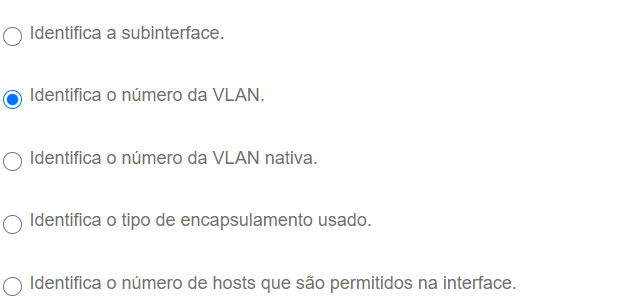 Identifica a subinterface.
Identifica o número da VLAN.
Identifica o número da VLAN nativa.
Identifica o tipo de encapsulamento usado.
Identifica o número de hosts que são permitidos na interface.